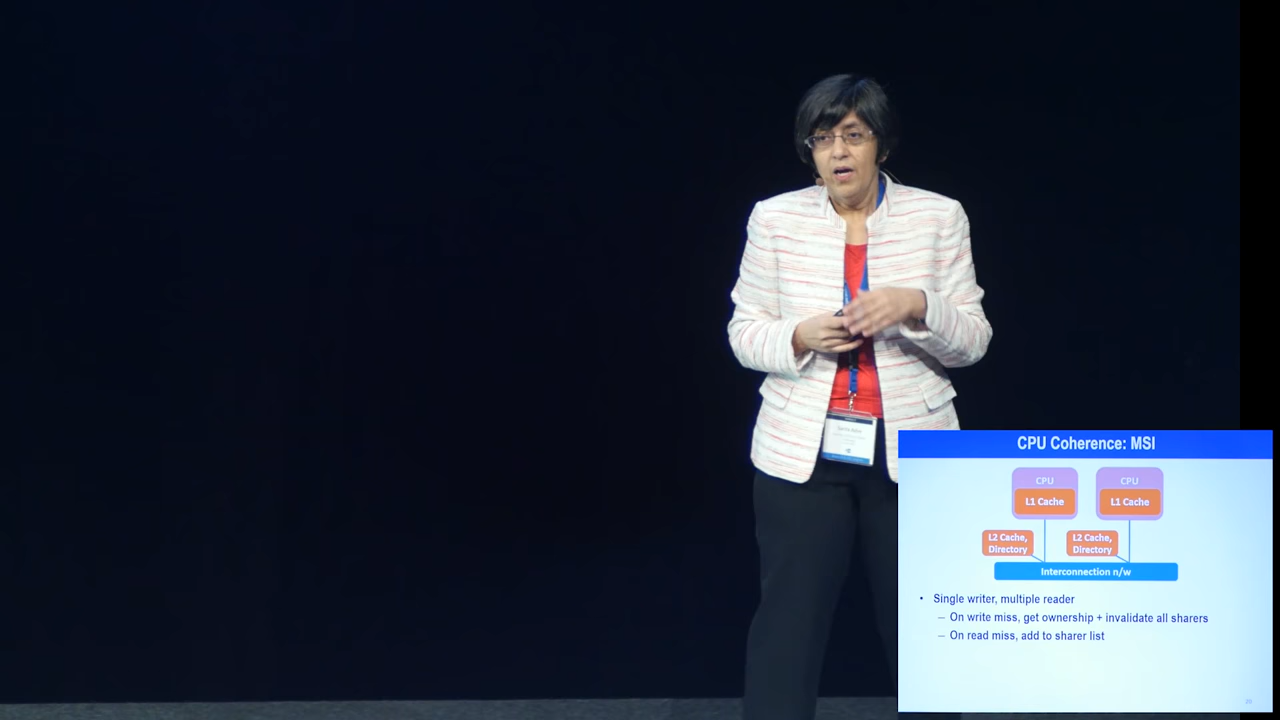 CPU Coherence: MSI
CPU
CPU
L1 Cache
L1 Cache
L2 Cache,
Directory
L2 Cache,
Directory
Interconnection n/w
• Single writer, multiple reader
– On write miss, get ownership + invalidate all sharers
– On read miss, add to sharer list